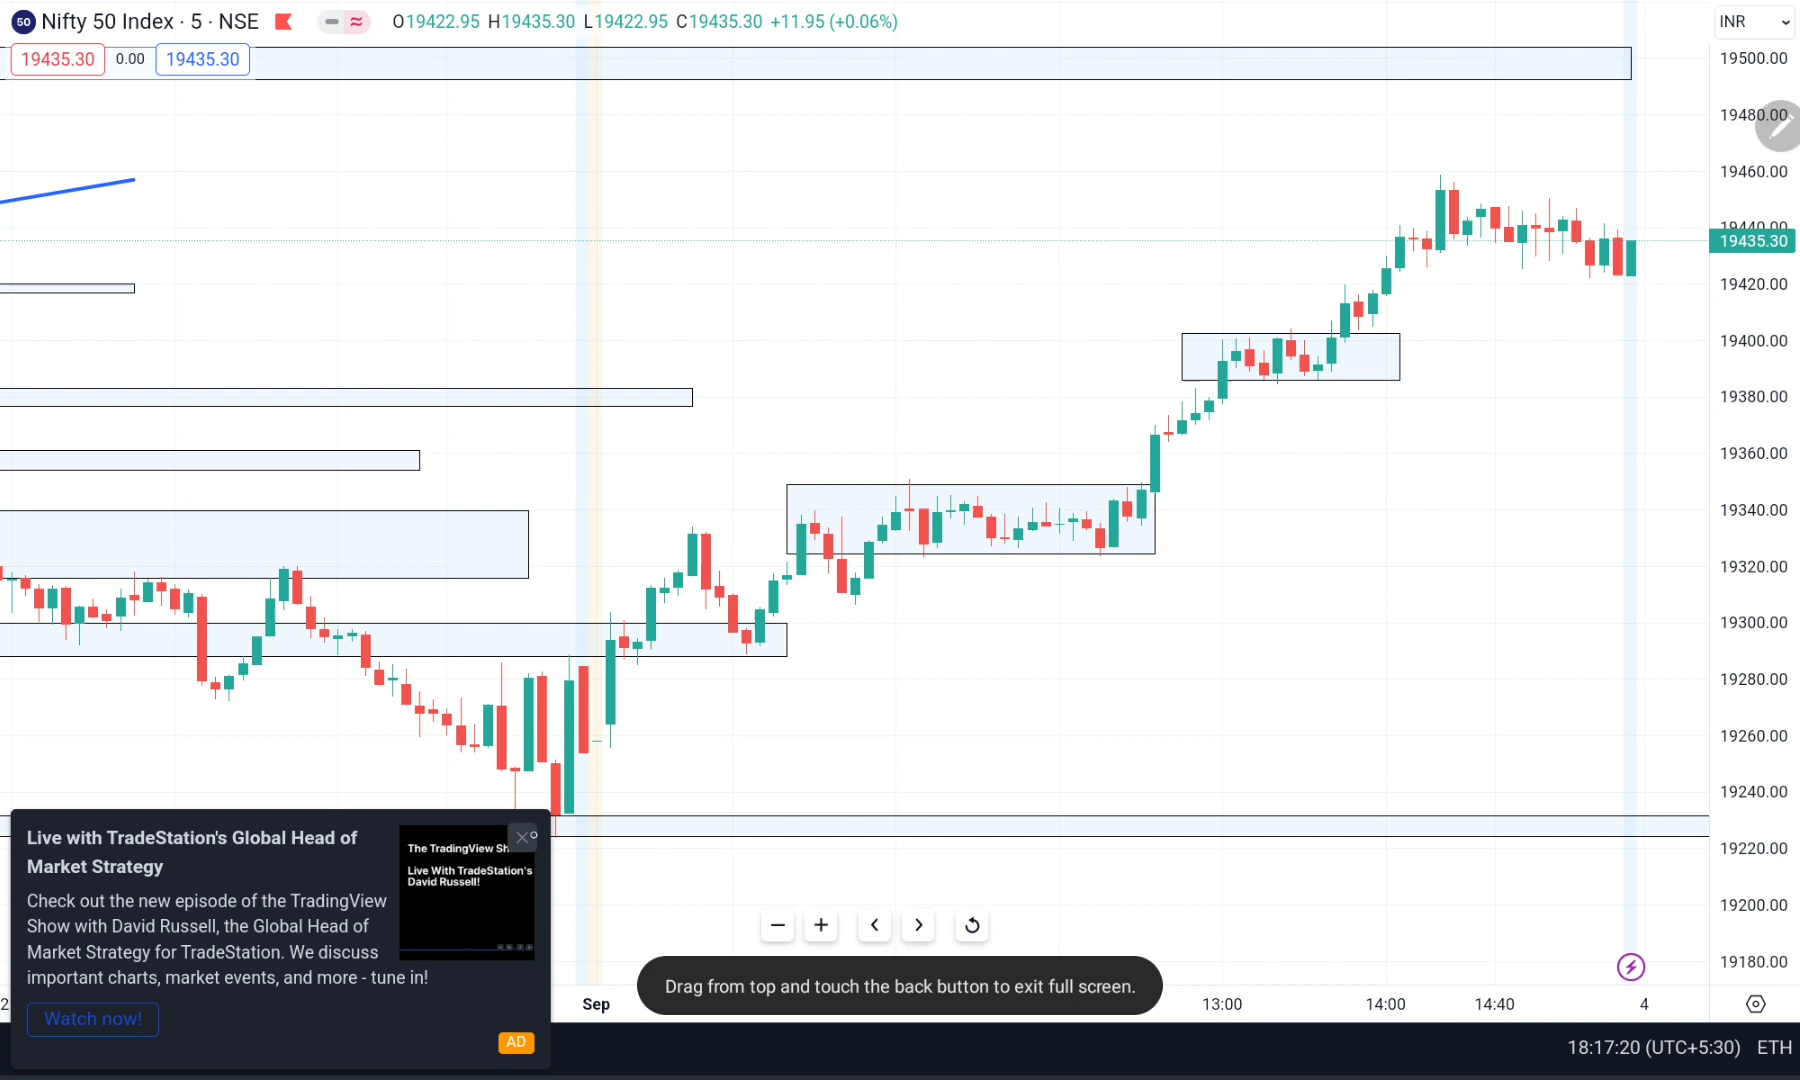 50 Nifty 50 Index · 5 · NSE O19422.95 H19435.30 L19422.95 C19435.30 +11.95 (+0.06%)
INR
19435.30 0.00 19435.30
19500.00
19480.00
19460.00
19440.00
19435.30
19420.00
19400.00
19380.00
19360.00
19340.00
19320.00
19300.00
19280.00
19260.00
19240.00
19220.00
19200.00
19180.00
Live with TradeStation's Global Head of
Market Strategy
Check out the new episode of the TradingView
Show with David Russell, the Global Head of
Market Strategy for TradeStation. We discuss
important charts, market events, and more - tune in!
Watch now!
AD
The TradingView Sh
Live With TradeStation's
David Russell!
Drag from top and touch the back button to exit full screen.
2 Sep 13:00 14:00 14:40 4
18:17:20 (UTC+5:30) ETH